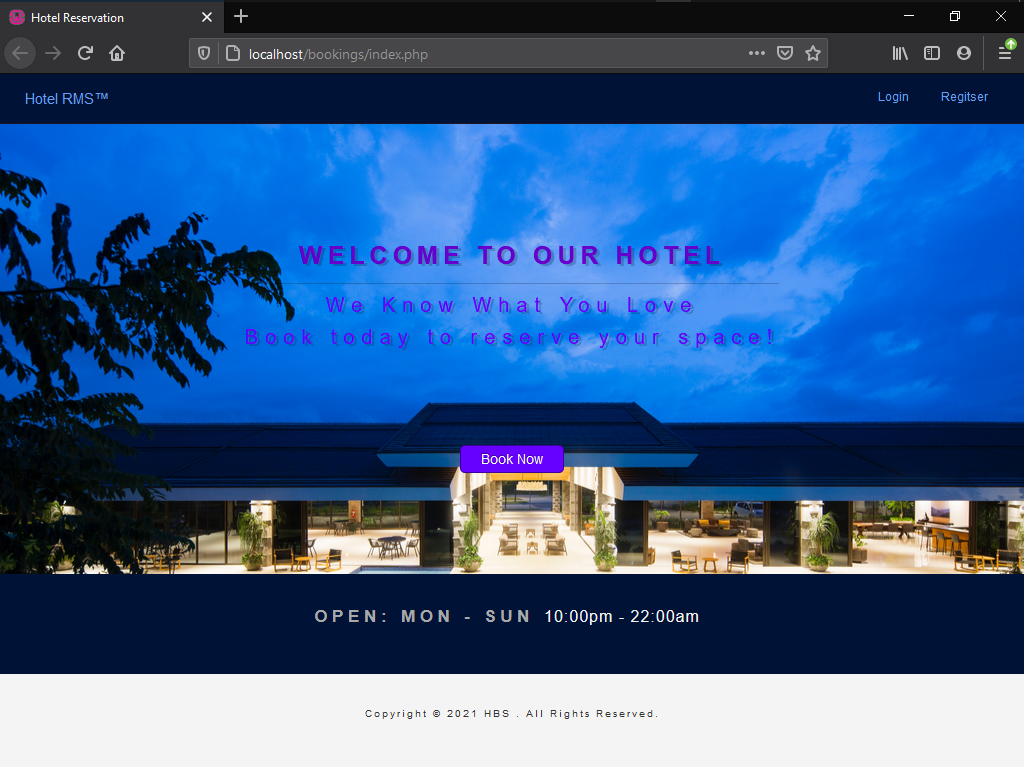 Hotel Reservation
localhost/bookings/index.php
Hotel RMS™
Login
Regitser
WELCOME TO OUR HOTEL
We Know What You Love
Book today to reserve your space!
Book Now
OPEN: MON - SUN 10:00pm - 22:00am
Copyright © 2021 HBS . All Rights Reserved.